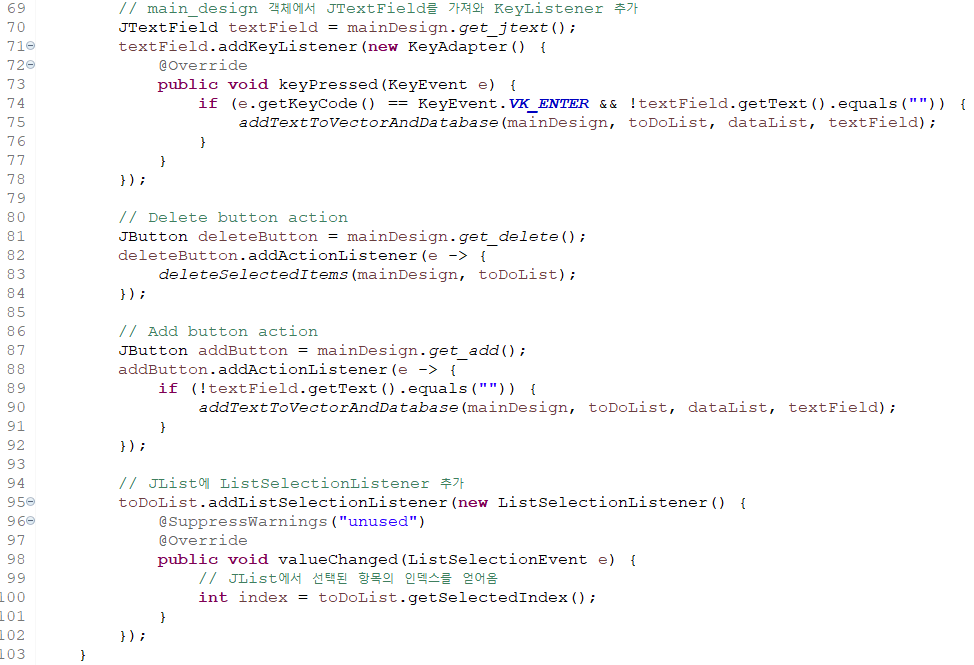 69 // main_design 객체에서 JTextField를 가져와 KeyListener 추가
70 JTextField textField = mainDesign.get_jtext();
71 textField.addKeyListener(new KeyAdapter() {
72 @Override
73 public void keyPressed(KeyEvent e) {
74 if (e.getKeyCode() == KeyEvent.VK_ENTER && !textField.getText().equals("")) {
75 addTextToVectorAndDatabase(mainDesign, toDoList, dataList, textField);
76 }
77 }
78 });
79
80 // Delete button action
81 JButton deleteButton = mainDesign.get_delete();
82 deleteButton.addActionListener(e -> {
83 deleteSelectedItems(mainDesign, toDoList);
84 });
85
86 // Add button action
87 JButton addButton = mainDesign.get_add();
88 addButton.addActionListener(e -> {
89 if (!textField.getText().equals("")) {
90 addTextToVectorAndDatabase(mainDesign, toDoList, dataList, textField);
91 }
92 });
93
94 // JList에 ListSelectionListener 추가
95 toDoList.addListSelectionListener(new ListSelectionListener() {
96 @SuppressWarnings("unused")
97 @Override
98 public void valueChanged(ListSelectionEvent e) {
99 // JList에서 선택된 항목의 인덱스를 얻어옴
100 int index = toDoList.getSelectedIndex();
101 }
102 });
103 }